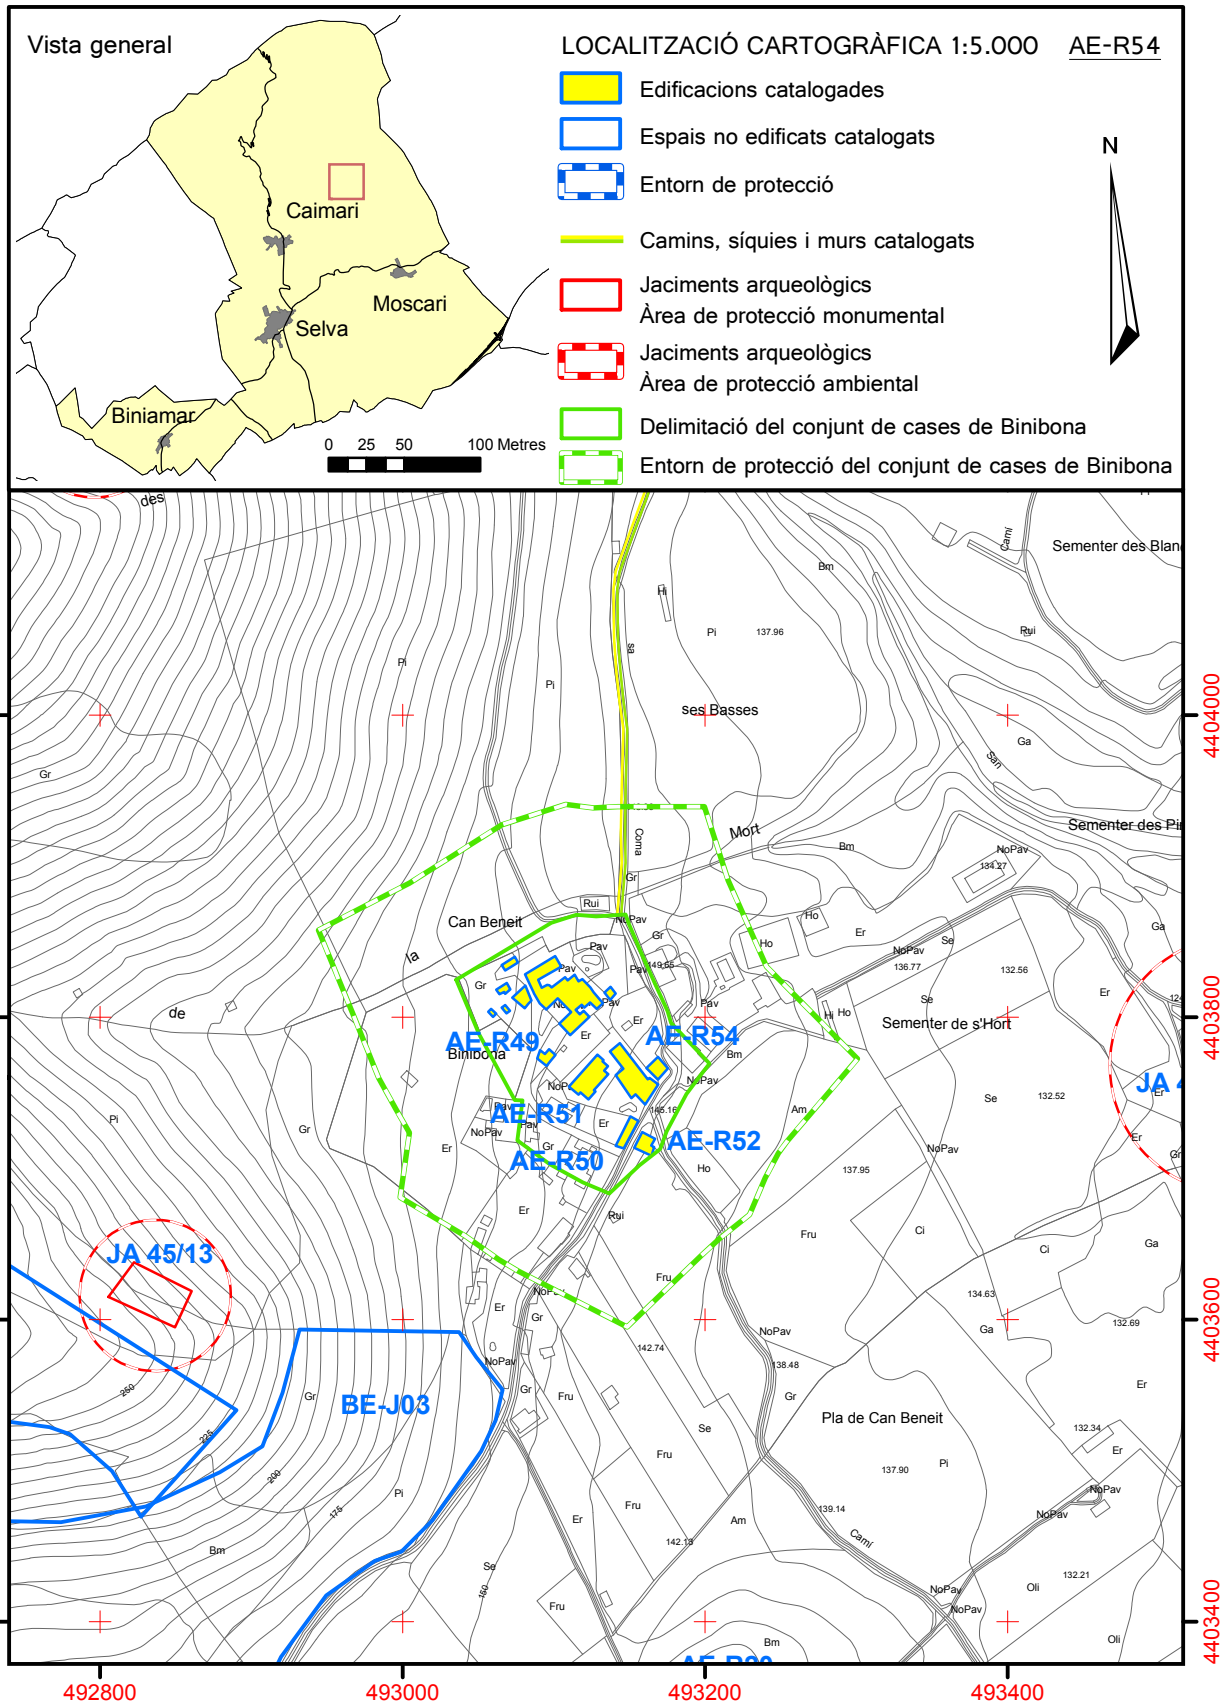 Vista general
Caimari
Moscari
Selva
Biniamar
0 25 50 100 Metres
LOCALITZACIÓ CARTOGRÀFICA 1:5.000 AE-R54
Edificacions catalogades
Espais no edificats catalogats
Entorn de protecció
Camins, síquies i murs catalogats
Jaciments arqueològics
Àrea de protecció monumental
Jaciments arqueològics
Àrea de protecció ambiental
Delimitació del conjunt de cases de Binibona
Entorn de protecció del conjunt de cases de Binibona
N
des
Camí
Sementer des Blan
Bm
Hi
Pi 137.96
Rui
sa
Pi
Pi
ses Basses
4404000
Ga
San
Gr
Mort
Coma
Sementer des Pi
Bm
NoPav
134.27
Gr
Rui
Can Beneit
NoPav
Ho
Ga
Gr
Er
Ho
Se
Pav
NoPav
la
Pav
Pav
149.65
136.77
132.56
Gr
Se
Er
de
Pav
Pav
Hi Ho
4403800
Er
Er
Sementer de s'Hort
AE-R49
AE-R54
Binibona
Bm
NoPav
JA 4
Er
Se
132.52
Pav
AE-R51
145.16
Am
Pi
Gr
NoPav
Pav
Er
Er
Er
Gr
AE-R52
NoPav
Gr
AE-R50
Ho
137.95
Er
Rui
Ci
Fru
Ci
Ga
JA 45/13
Fru
NoPav
134.63
Er
Gr
NoPav
Ga
132.69
4403600
142.74
NoPav
138.48
250
Gr
BE-J03
Gr
Fru
Gr
Er
Pla de Can Beneit
225
Se
132.34
Er
Fru
137.90
Pi
200
Pi
NoPav
175
Fru
139.14
NoPav
Er
Am
Camí
Bm
142.13
Se
132.21
150
NoPav
Oli
Fru
NoPav
4403400
Bm
Oli
492800 493000 493200 493400